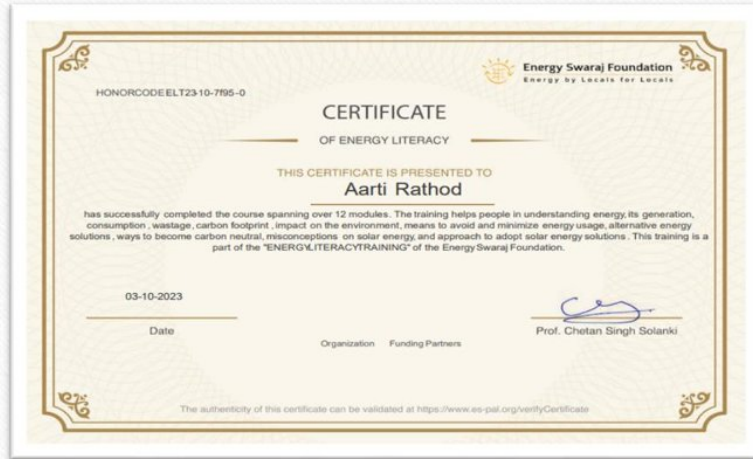 Energy Swaraj Foundation
Energy by Locals for Locals
HONORCODEELT23-10-7f95-0
CERTIFICATE
OF ENERGY LITERACY
THIS CERTIFICATE IS PRESENTED TO
Aarti Rathod
has successfully completed the course spanning over 12 modules. The training helps people in understanding energy, its generation,
consumption , wastage, carbon footprint , impact on the environment, means to avoid and minimize energy usage, alternative energy
solutions , ways to become carbon neutral, misconceptions on solar energy, and approach to adopt solar energy solutions . This training is a
part of the "ENERGYLITERACYTRAINING" of the Energy Swaraj Foundation.
03-10-2023
Date
Prof. Chetan Singh Solanki
Organization Funding Partners
The authenticity of this certificate can be validated at https://www.es-pal.org/verifyCertificate